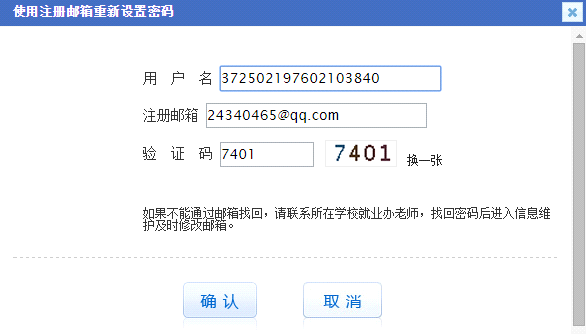 使用注册邮箱重新设置密码
用 户 名 372502197602103840
注册邮箱 24340465@qq.com
验 证 码 7401 7401 换一张
如果不能通过邮箱找回，请联系所在学校就业办老师，找回密码后进入信息维
护及时修改邮箱。
确 认 取 消